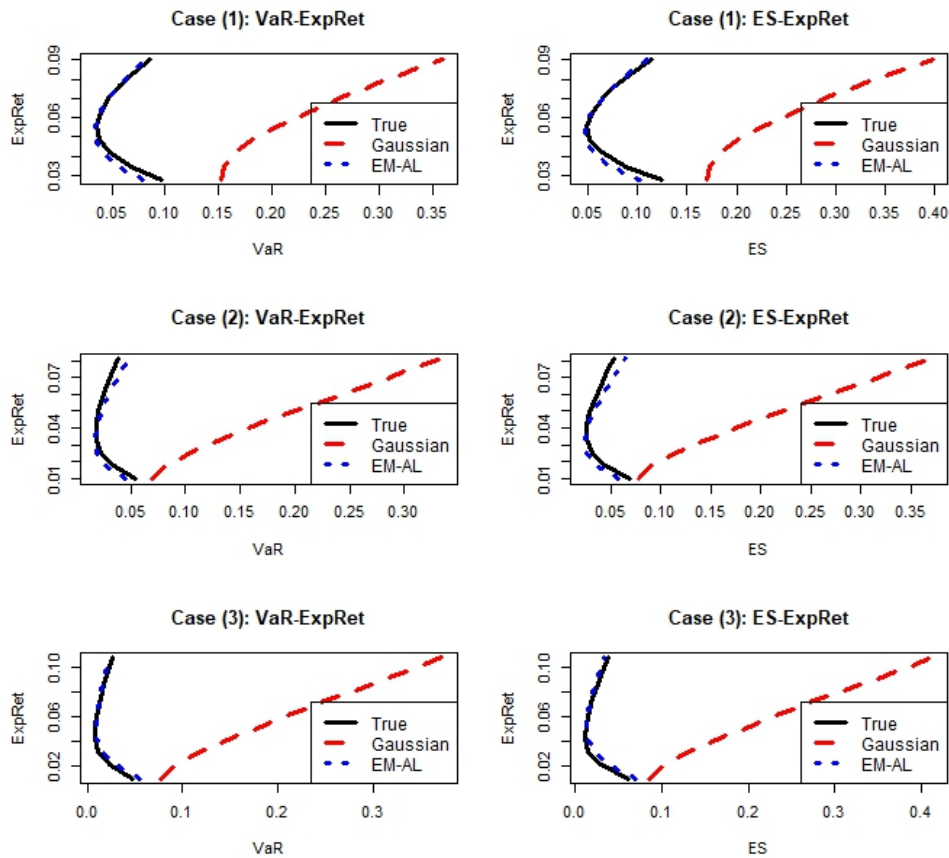 Case (1): VaR-ExpRet
ExpRet
0.03 0.06 0.09
True
Gaussian
EM-AL
0.05 0.10 0.15 0.20 0.25 0.30 0.35
VaR
Case (1): ES-ExpRet
ExpRet
0.03 0.06 0.09
True
Gaussian
EM-AL
0.05 0.10 0.15 0.20 0.25 0.30 0.35 0.40
ES
Case (2): VaR-ExpRet
ExpRet
0.01 0.04 0.07
True
Gaussian
EM-AL
0.05 0.10 0.15 0.20 0.25 0.30
VaR
Case (2): ES-ExpRet
ExpRet
0.01 0.04 0.07
True
Gaussian
EM-AL
0.05 0.10 0.15 0.20 0.25 0.30 0.35
ES
Case (3): VaR-ExpRet
ExpRet
0.02 0.06 0.10
True
Gaussian
EM-AL
0.0 0.1 0.2 0.3
VaR
Case (3): ES-ExpRet
ExpRet
0.02 0.06 0.10
True
Gaussian
EM-AL
0.0 0.1 0.2 0.3 0.4
ES